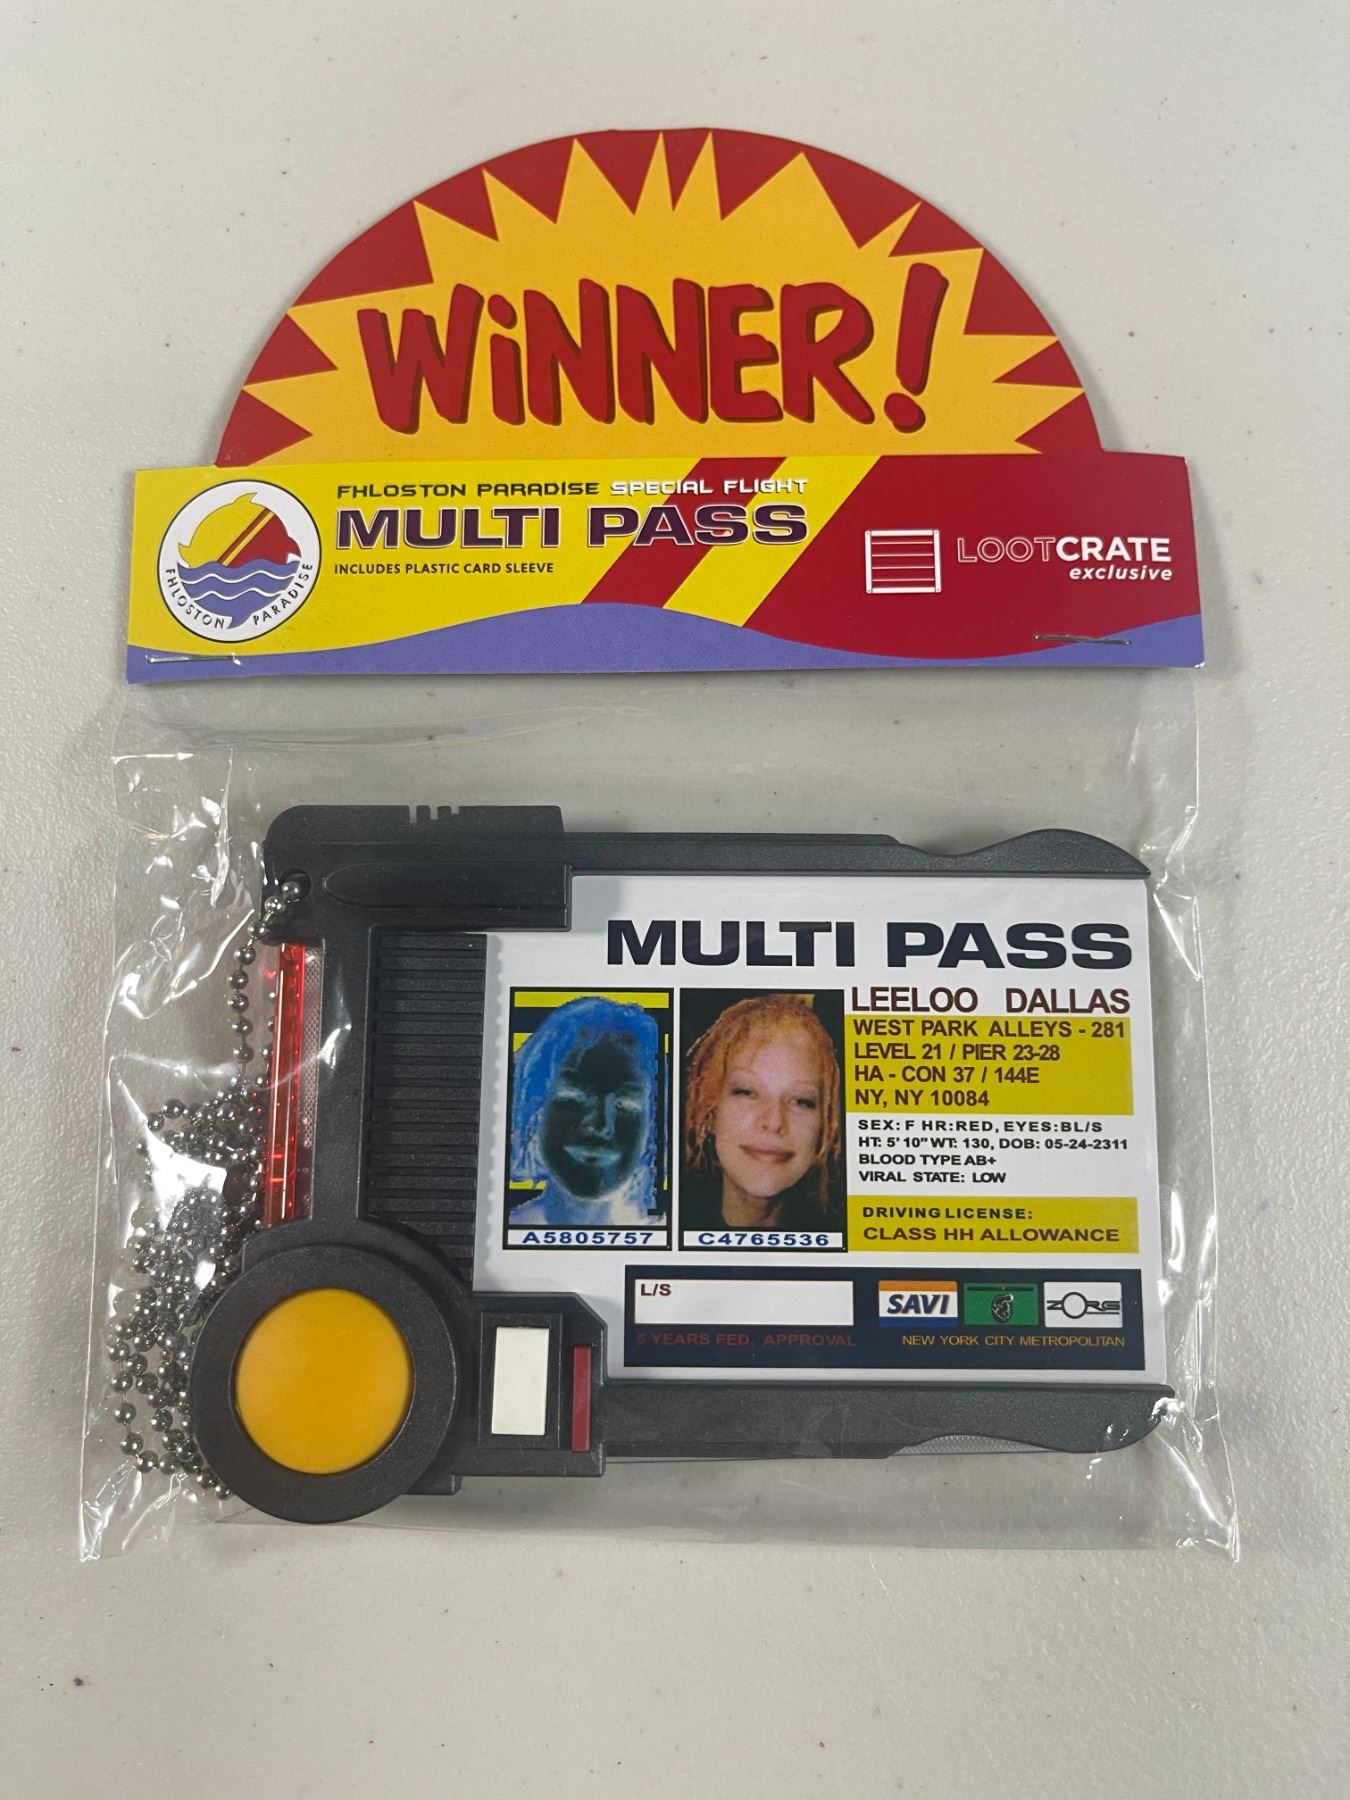 WiNNER!
FHLOSTON PARADISE SPECIAL FLIGHT
MULTI PASS
INCLUDES PLASTIC CARD SLEEVE
FHLOSTON PARADISE
LOOTCRATE
exclusive
MULTI PASS
LEELOO DALLAS
WEST PARK ALLEYS - 281
LEVEL 21 / PIER 23-28
HA - CON 37 / 144E
NY, NY 10084
SEX: F HR:RED, EYES:BL/S
HT: 5' 10" WT: 130, DOB: 05-24-2311
BLOOD TYPE AB+
VIRAL STATE: LOW
DRIVING LICENSE:
CLASS HH ALLOWANCE
A5805757
C4765536
L/S
5 YEARS FED. APPROVAL
SAVI
ZORG
NEW YORK CITY METROPOLITAN